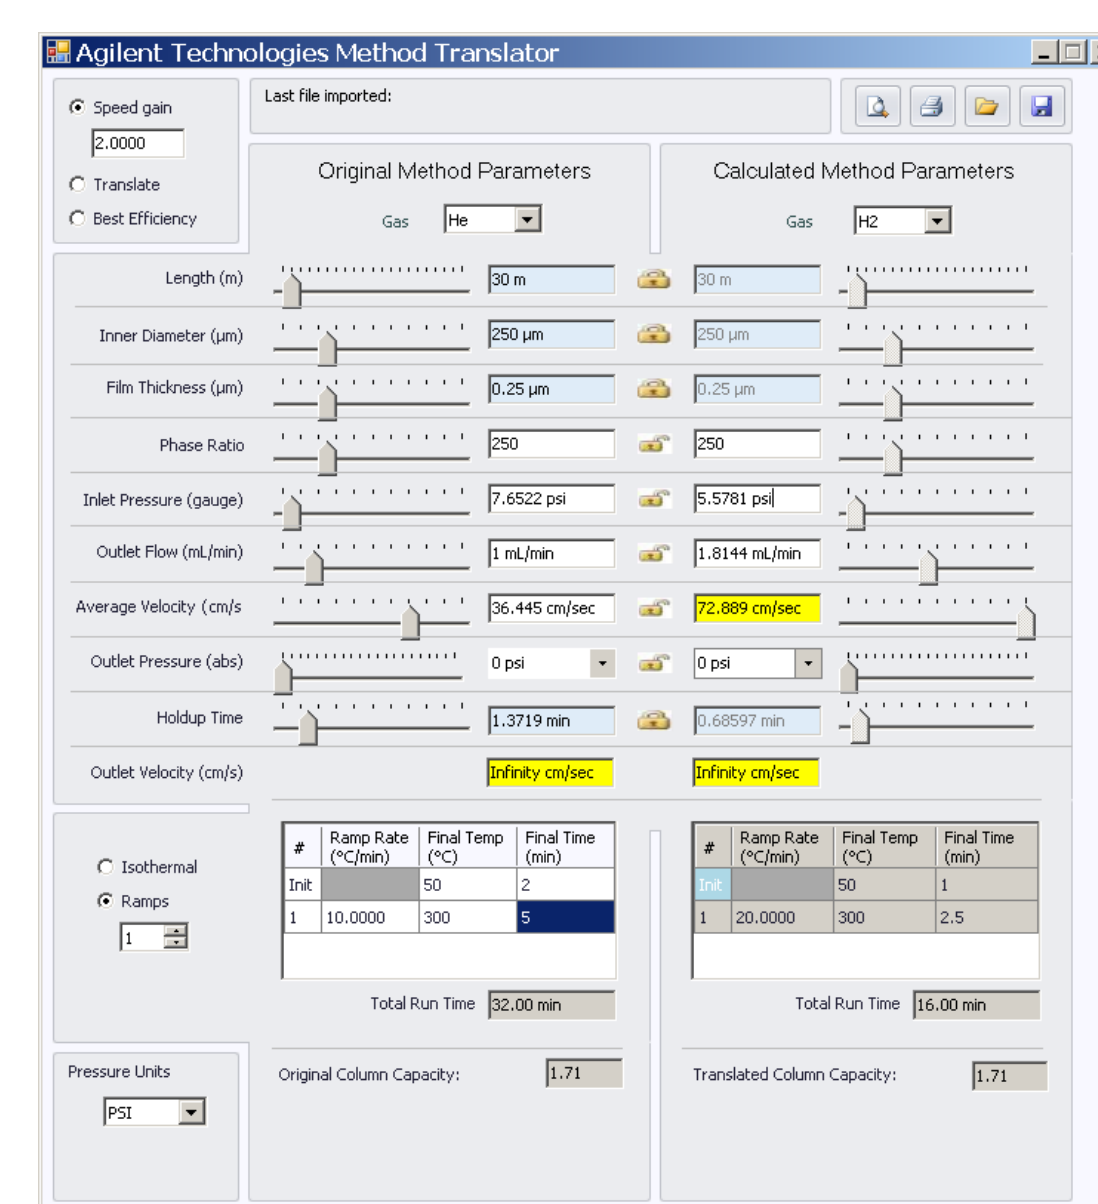 Agilent Technologies Method Translator
Speed gain
2.0000
Translate
Best Efficiency
Last file imported:
Original Method Parameters
Gas He
Calculated Method Parameters
Gas H2
Length (m) 30 m 30 m
Inner Diameter (µm) 250 µm 250 µm
Film Thickness (µm) 0.25 µm 0.25 µm
Phase Ratio 250 250
Inlet Pressure (gauge) 7.6522 psi 5.5781 psi
Outlet Flow (mL/min) 1 mL/min 1.8144 mL/min
Average Velocity (cm/s 36.445 cm/sec 72.889 cm/sec
Outlet Pressure (abs) 0 psi 0 psi
Holdup Time 1.3719 min 0.68597 min
Outlet Velocity (cm/s) Infinity cm/sec Infinity cm/sec
Isothermal
Ramps
1
# Ramp Rate (°C/min) Final Temp (°C) Final Time (min)
Init 50 2
1 10.0000 300 5
Total Run Time 32.00 min
# Ramp Rate (°C/min) Final Temp (°C) Final Time (min)
Init 50 1
1 20.0000 300 2.5
Total Run Time 16.00 min
Pressure Units
PSI
Original Column Capacity: 1.71
Translated Column Capacity: 1.71